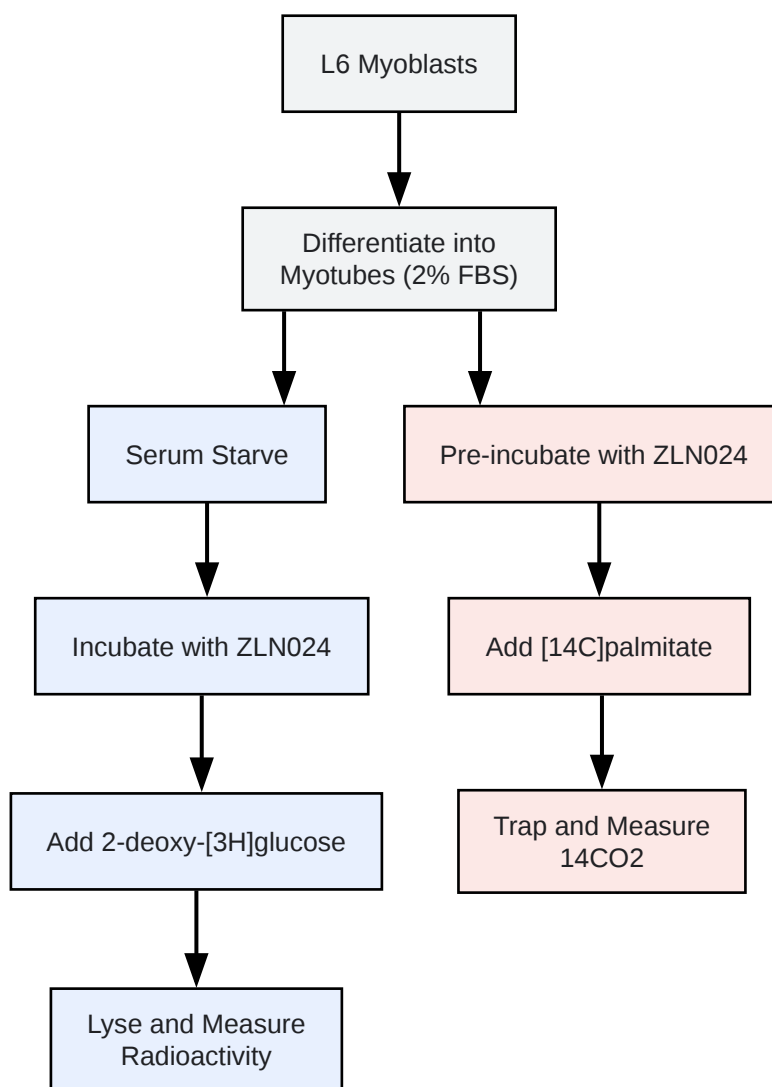 L6 Myoblasts
Differentiate into
Myotubes (2% FBS)
Serum Starve
Pre-incubate with ZLN024
Incubate with ZLN024
Add [14C]palmitate
Add 2-deoxy-[3H]glucose
Trap and Measure
14CO2
Lyse and Measure
Radioactivity